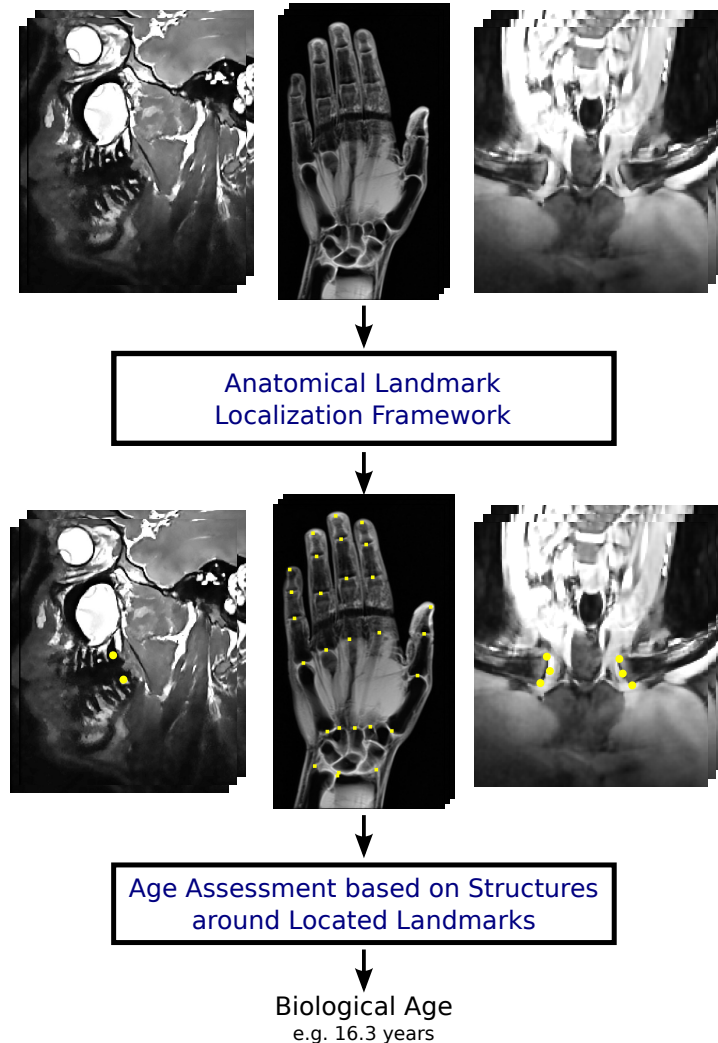 Anatomical Landmark
Localization Framework
Age Assessment based on Structures
around Located Landmarks
Biological Age
e.g. 16.3 years